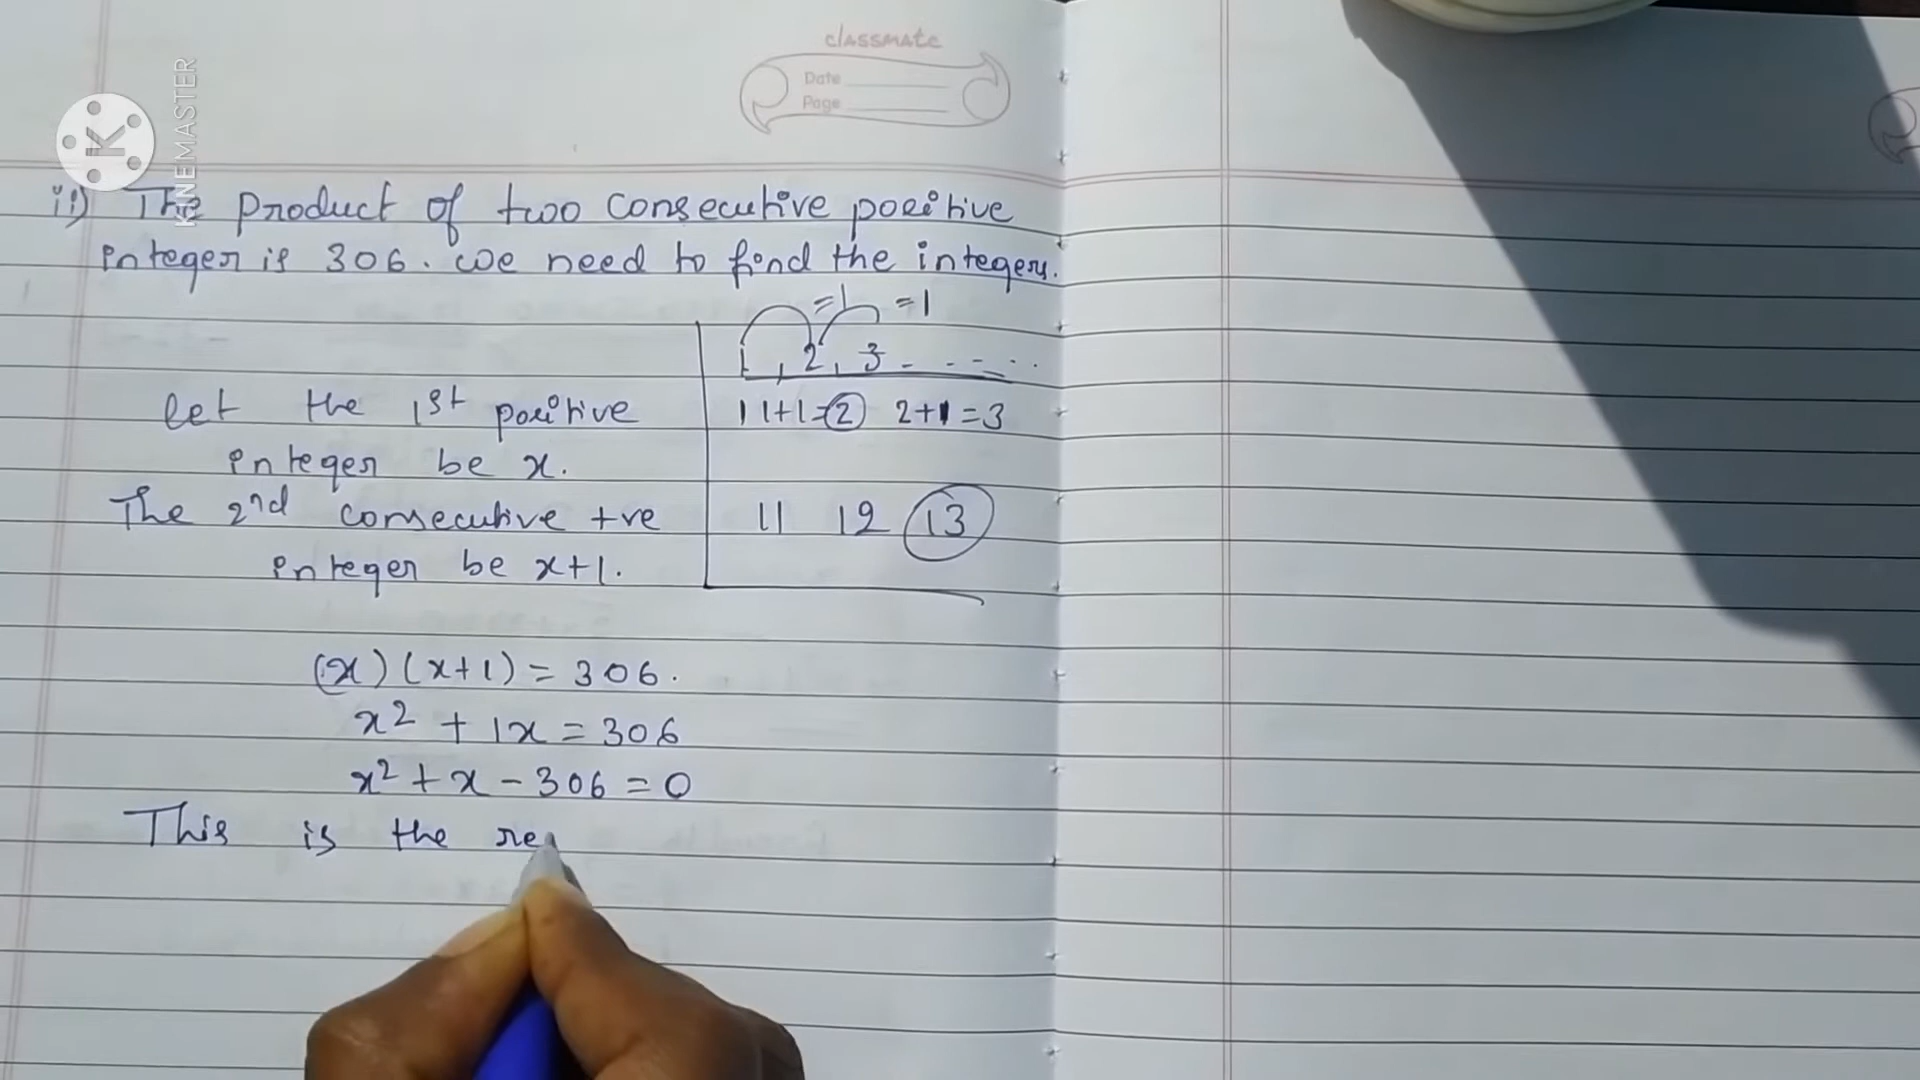 classmate
Date
Page
KINEMASTER
ii) The product of two consecutive positive
integer is 306. We need to find the integers.
=1 =1
1, 2, 3 - - - = - .
Let the 1st positive
1 1+1=2 2+1=3
integer be x.
The 2nd consecutive +ve
11 12 13
integer be x+1.
(x)(x+1) = 306.
x² + 1x = 306
x² + x - 306 = 0
This is the re